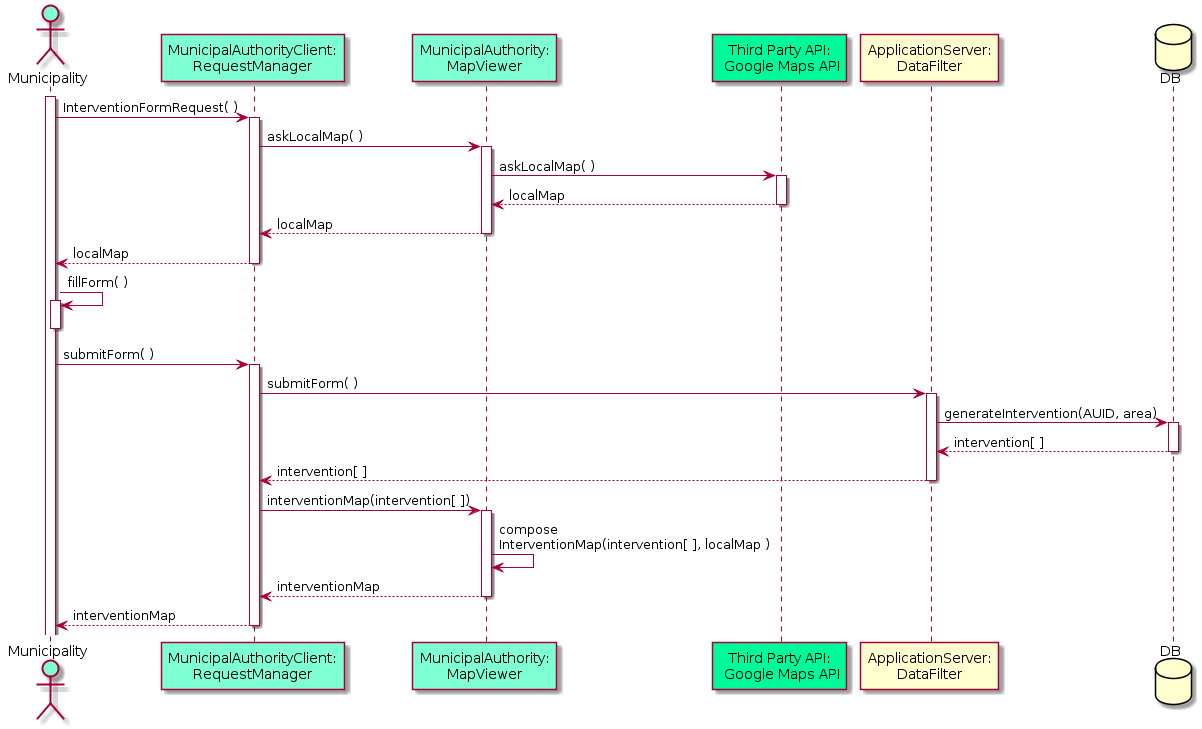 Municipality
MunicipalAuthorityClient:
RequestManager
MunicipalAuthority:
MapViewer
Third Party API:
Google Maps API
ApplicationServer:
DataFilter
DB
InterventionFormRequest( )
askLocalMap( )
askLocalMap( )
localMap
localMap
localMap
fillForm( )
submitForm( )
submitForm( )
generateIntervention(AUID, area)
intervention[ ]
intervention[ ]
interventionMap(intervention[ ])
compose
InterventionMap(intervention[ ], localMap )
interventionMap
interventionMap
Municipality
MunicipalAuthorityClient:
RequestManager
MunicipalAuthority:
MapViewer
Third Party API:
Google Maps API
ApplicationServer:
DataFilter
DB